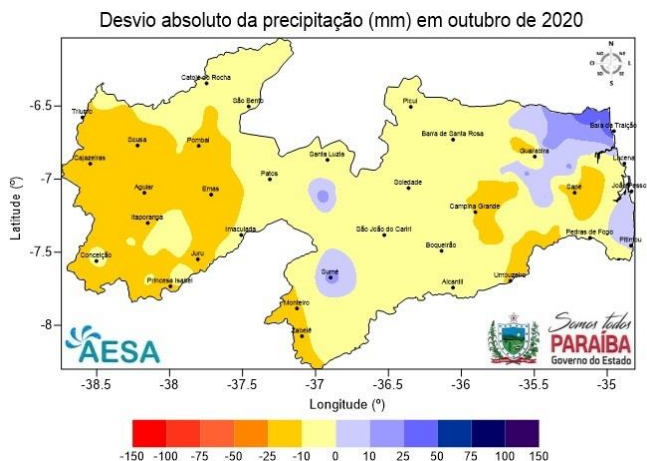 Desvio absoluto da precipitação (mm) em outubro de 2020
N
NO NE
O L
SO SE
S
Catolé do Rocha
São Bento
Picuí
-6.5
Triunfo
Baía da Traição
Sousa
Pombal
Barra de Santa Rosa
Santa Luzia
Guarabira
Cajazeiras
Lucena
-7
Patos
Aguiar
Emas
Soledade
Sapé
João Pesso
Campina Grande
Itaporanga
Imaculada
São João do Cariri
Pedras de Fogo
Pitimbu
-7.5
Conceição
Juru
Boqueirão
Princesa Isabel
Sumé
Alcantil
Umbuzeiro
Monteiro
-8
Zabelê
Latitude (º)
AESA
Somos todos
PARAÍBA
Governo do Estado
-38.5 -38 -37.5 -37 -36.5 -36 -35.5 -35
Longitude (º)
-150 -100 -75 -50 -25 -10 0 10 25 50 75 100 150